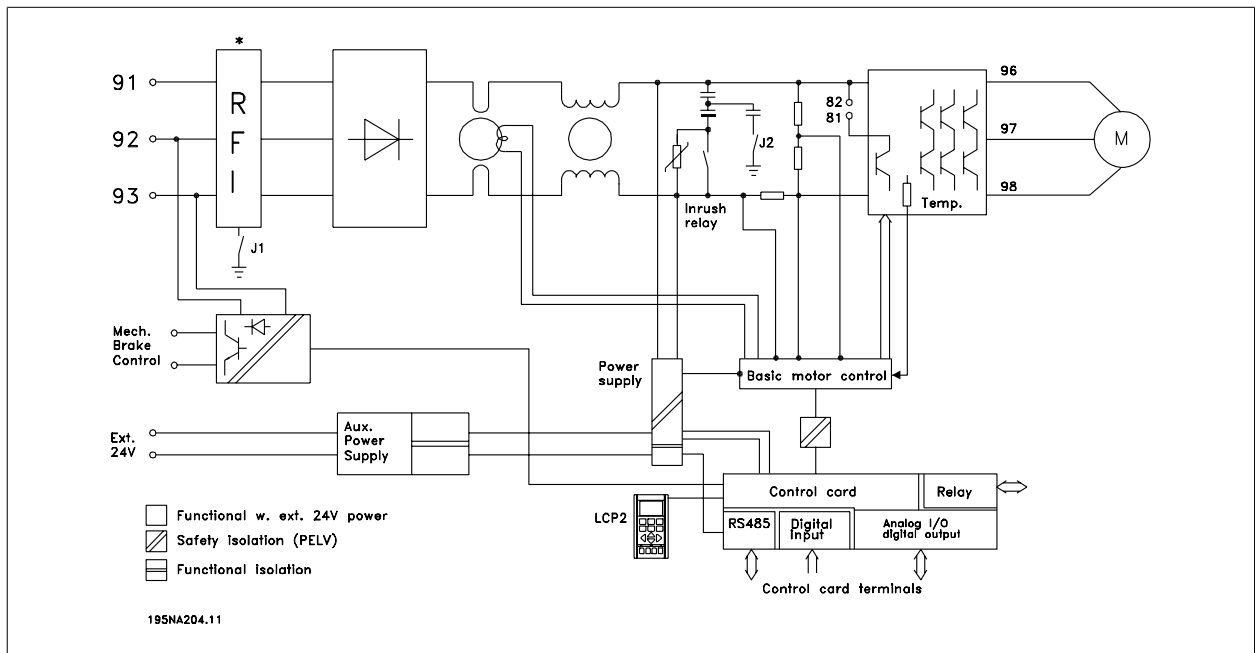 *
91
92
93
R
F
I
J1
J2
82
81
96
97
98
M
Temp.
Inrush
relay
Mech.
Brake
Control
Power
supply
Basic motor control
Ext.
24V
Aux.
Power
Supply
Control card
Relay
LCP2
RS485
Digital
Input
Analog I/O
digital output
Control card terminals
Functional w. ext. 24V power
Safety isolation (PELV)
Functional isolation
195NA204.11